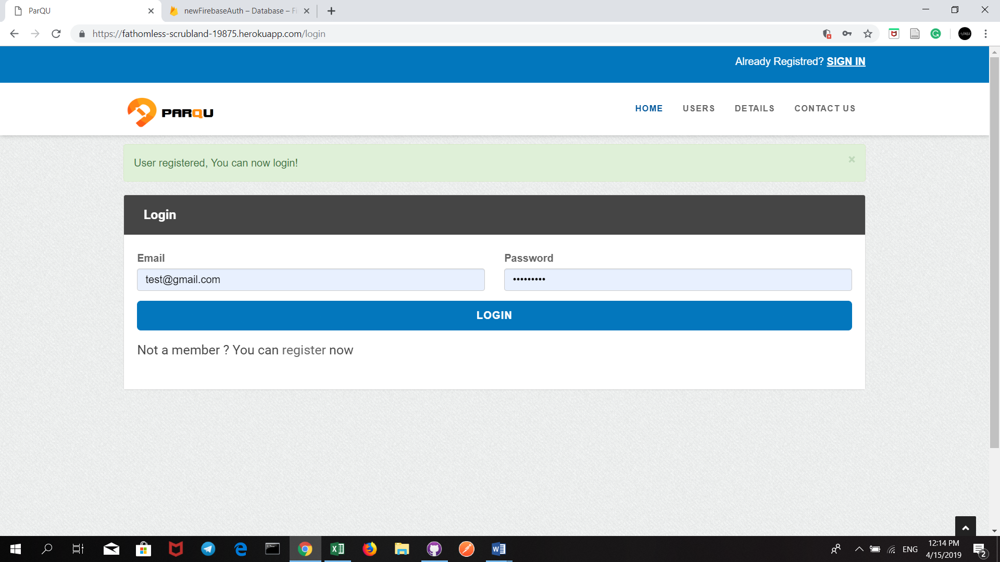 ParQU
newFirebaseAuth – Database – Fi
https://fathomless-scrubland-19875.herokuapp.com/login
Already Registred? SIGN IN
PARQU
HOME USERS DETAILS CONTACT US
User registered, You can now login!
×
Login
Email Password
test@gmail.com •••••••••
LOGIN
Not a member ? You can register now
ENG
12:14 PM
4/15/2019
2